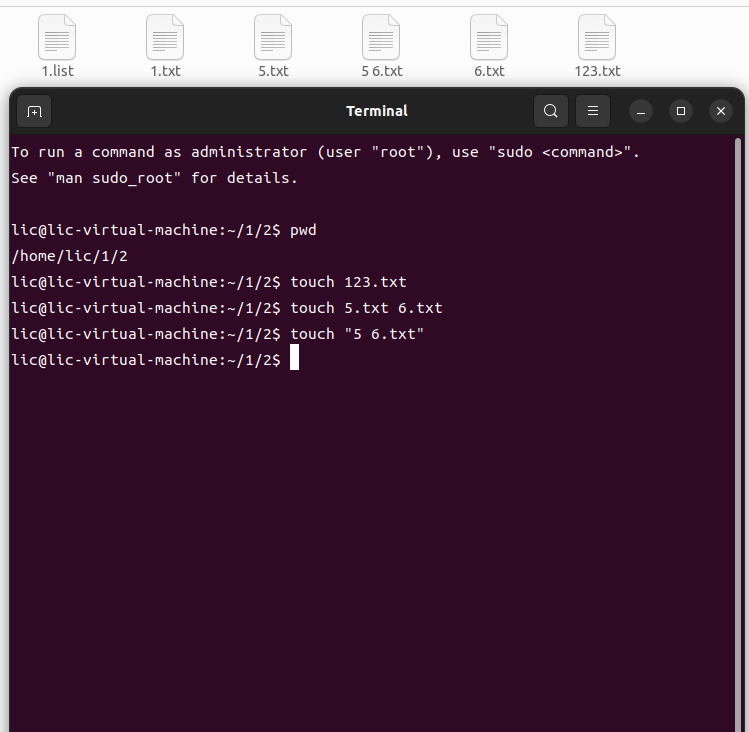 1.list
1.txt
5.txt
5 6.txt
6.txt
123.txt
Terminal
To run a command as administrator (user "root"), use "sudo <command>".
See "man sudo_root" for details.
lic@lic-virtual-machine:~/1/2$ pwd
/home/lic/1/2
lic@lic-virtual-machine:~/1/2$ touch 123.txt
lic@lic-virtual-machine:~/1/2$ touch 5.txt 6.txt
lic@lic-virtual-machine:~/1/2$ touch "5 6.txt"
lic@lic-virtual-machine:~/1/2$